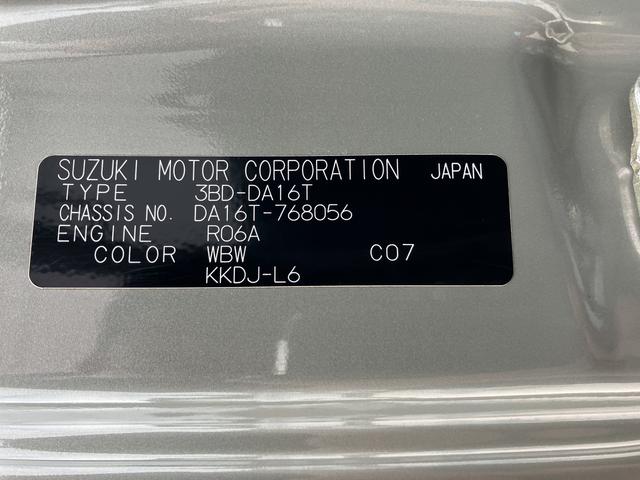 SUZUKI MOTOR CORPORATION JAPAN
TYPE 3BD-DA16T
CHASSIS NO. DA16T-768056
ENGINE R06A
COLOR WBW C07
KKDJ-L6